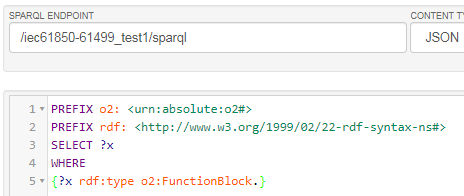 SPARQL ENDPOINT
CONTENT T
/iec61850-61499_test1/sparql
JSON
1 PREFIX o2: <urn:absolute:o2#>
2 PREFIX rdf: <http://www.w3.org/1999/02/22-rdf-syntax-ns#>
3 SELECT ?x
4 WHERE
5 {?x rdf:type o2:FunctionBlock.}